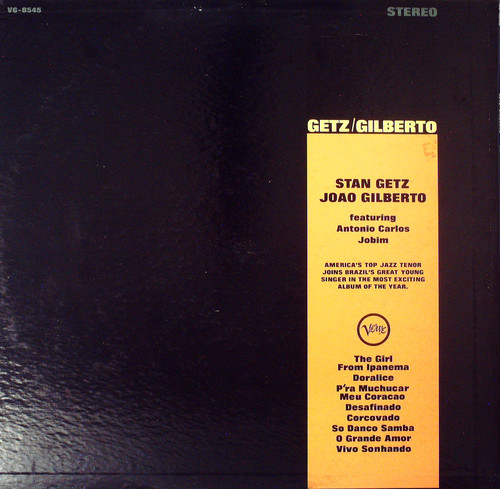 V6-8545
STEREO
GETZ/GILBERTO
STAN GETZ
JOAO GILBERTO
featuring
Antonio Carlos
Jobim
AMERICA'S TOP JAZZ TENOR
JOINS BRAZIL'S GREAT YOUNG
SINGER IN THE MOST EXCITING
ALBUM OF THE YEAR.
Verve
The Girl
From Ipanema
Doralice
P'ra Muchucar
Meu Coracao
Desafinado
Corcovado
So Danco Samba
O Grande Amor
Vivo Sonhando